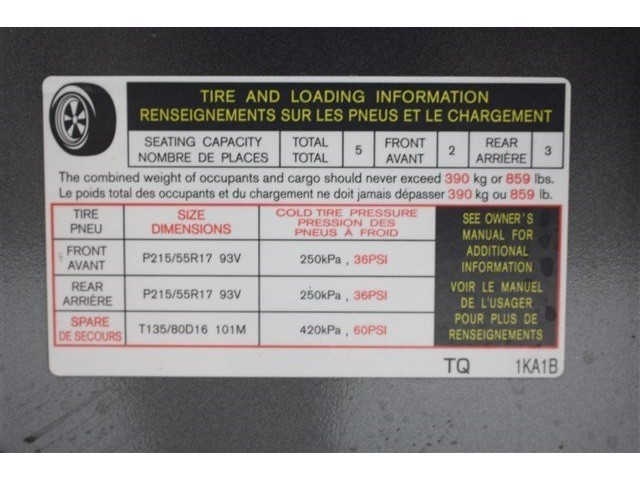 TIRE AND LOADING INFORMATION
RENSEIGNEMENTS SUR LES PNEUS ET LE CHARGEMENT
SEATING CAPACITY TOTAL 5 FRONT 2 REAR 3
NOMBRE DE PLACES TOTAL AVANT ARRIÈRE
The combined weight of occupants and cargo should never exceed 390 kg or 859 lbs.
Le poids total des occupants et du chargement ne doit jamais dépasser 390 kg ou 859 lb.
TIRE SIZE COLD TIRE PRESSURE
PNEU DIMENSIONS PRESSION DES
PNEUS A FROID
FRONT
AVANT P215/55R17 93V 250kPa , 36PSI
REAR
ARRIÈRE P215/55R17 93V 250kPa , 36PSI
SPARE
DE SECOURS T135/80D16 101M 420kPa , 60PSI
SEE OWNER'S
MANUAL FOR
ADDITIONAL
INFORMATION
VOIR LE MANUEL
DE L'USAGER
POUR PLUS DE
RENSEIGNEMENTS
TQ 1KA1B